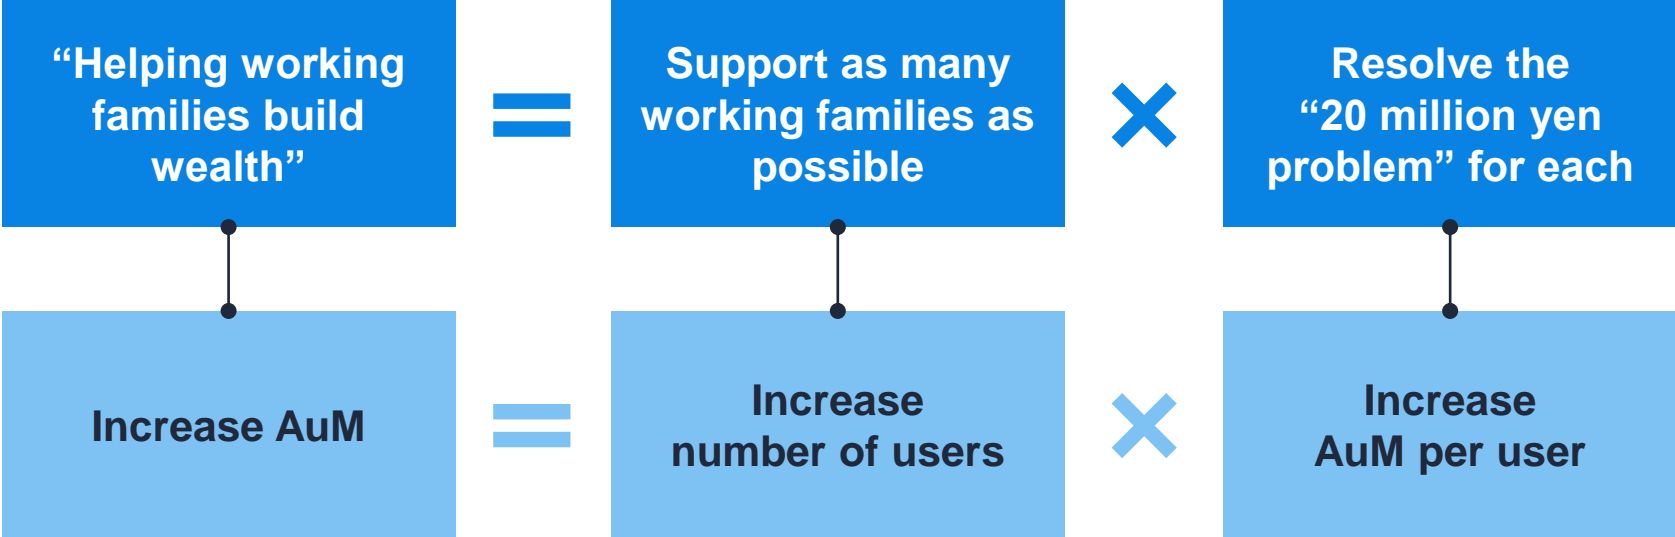 “Helping working
families build
wealth”
=
Support as many
working families as
possible
×
Resolve the
“20 million yen
problem” for each
Increase AuM
=
Increase
number of users
×
Increase
AuM per user